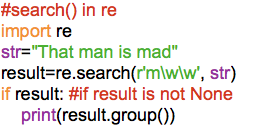 #search() in re
import re
str="That man is mad"
result=re.search(r'm\w\w', str)
if result: #if result is not None
    print(result.group())